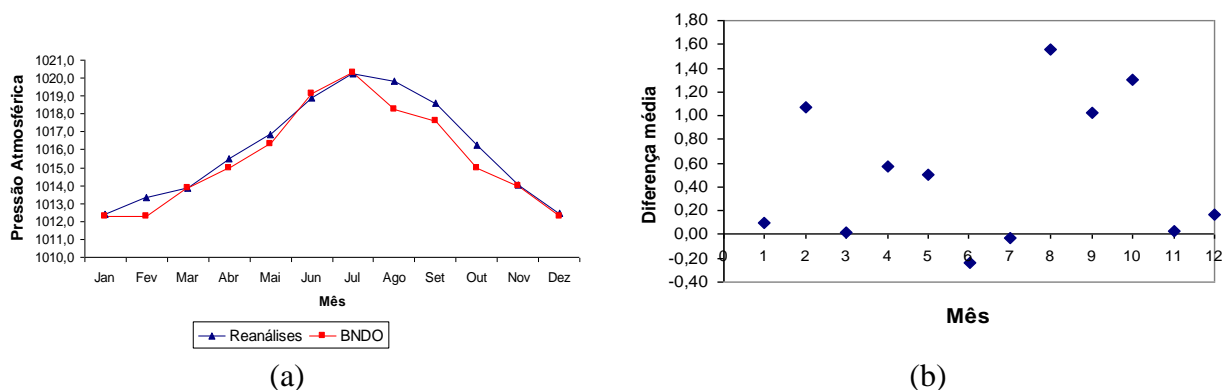 Pressão Atmosférica
1021,0
1020,0
1019,0
1018,0
1017,0
1016,0
1015,0
1014,0
1013,0
1012,0
1011,0
1010,0
Jan Fev Mar Abr Mai Jun Jul Ago Set Out Nov Dez
Mês
Reanálises BNDO
(a)
Diferença média
1,80
1,60
1,40
1,20
1,00
0,80
0,60
0,40
0,20
0,00
-0,20
-0,40
0 1 2 3 4 5 6 7 8 9 10 11 12
Mês
(b)